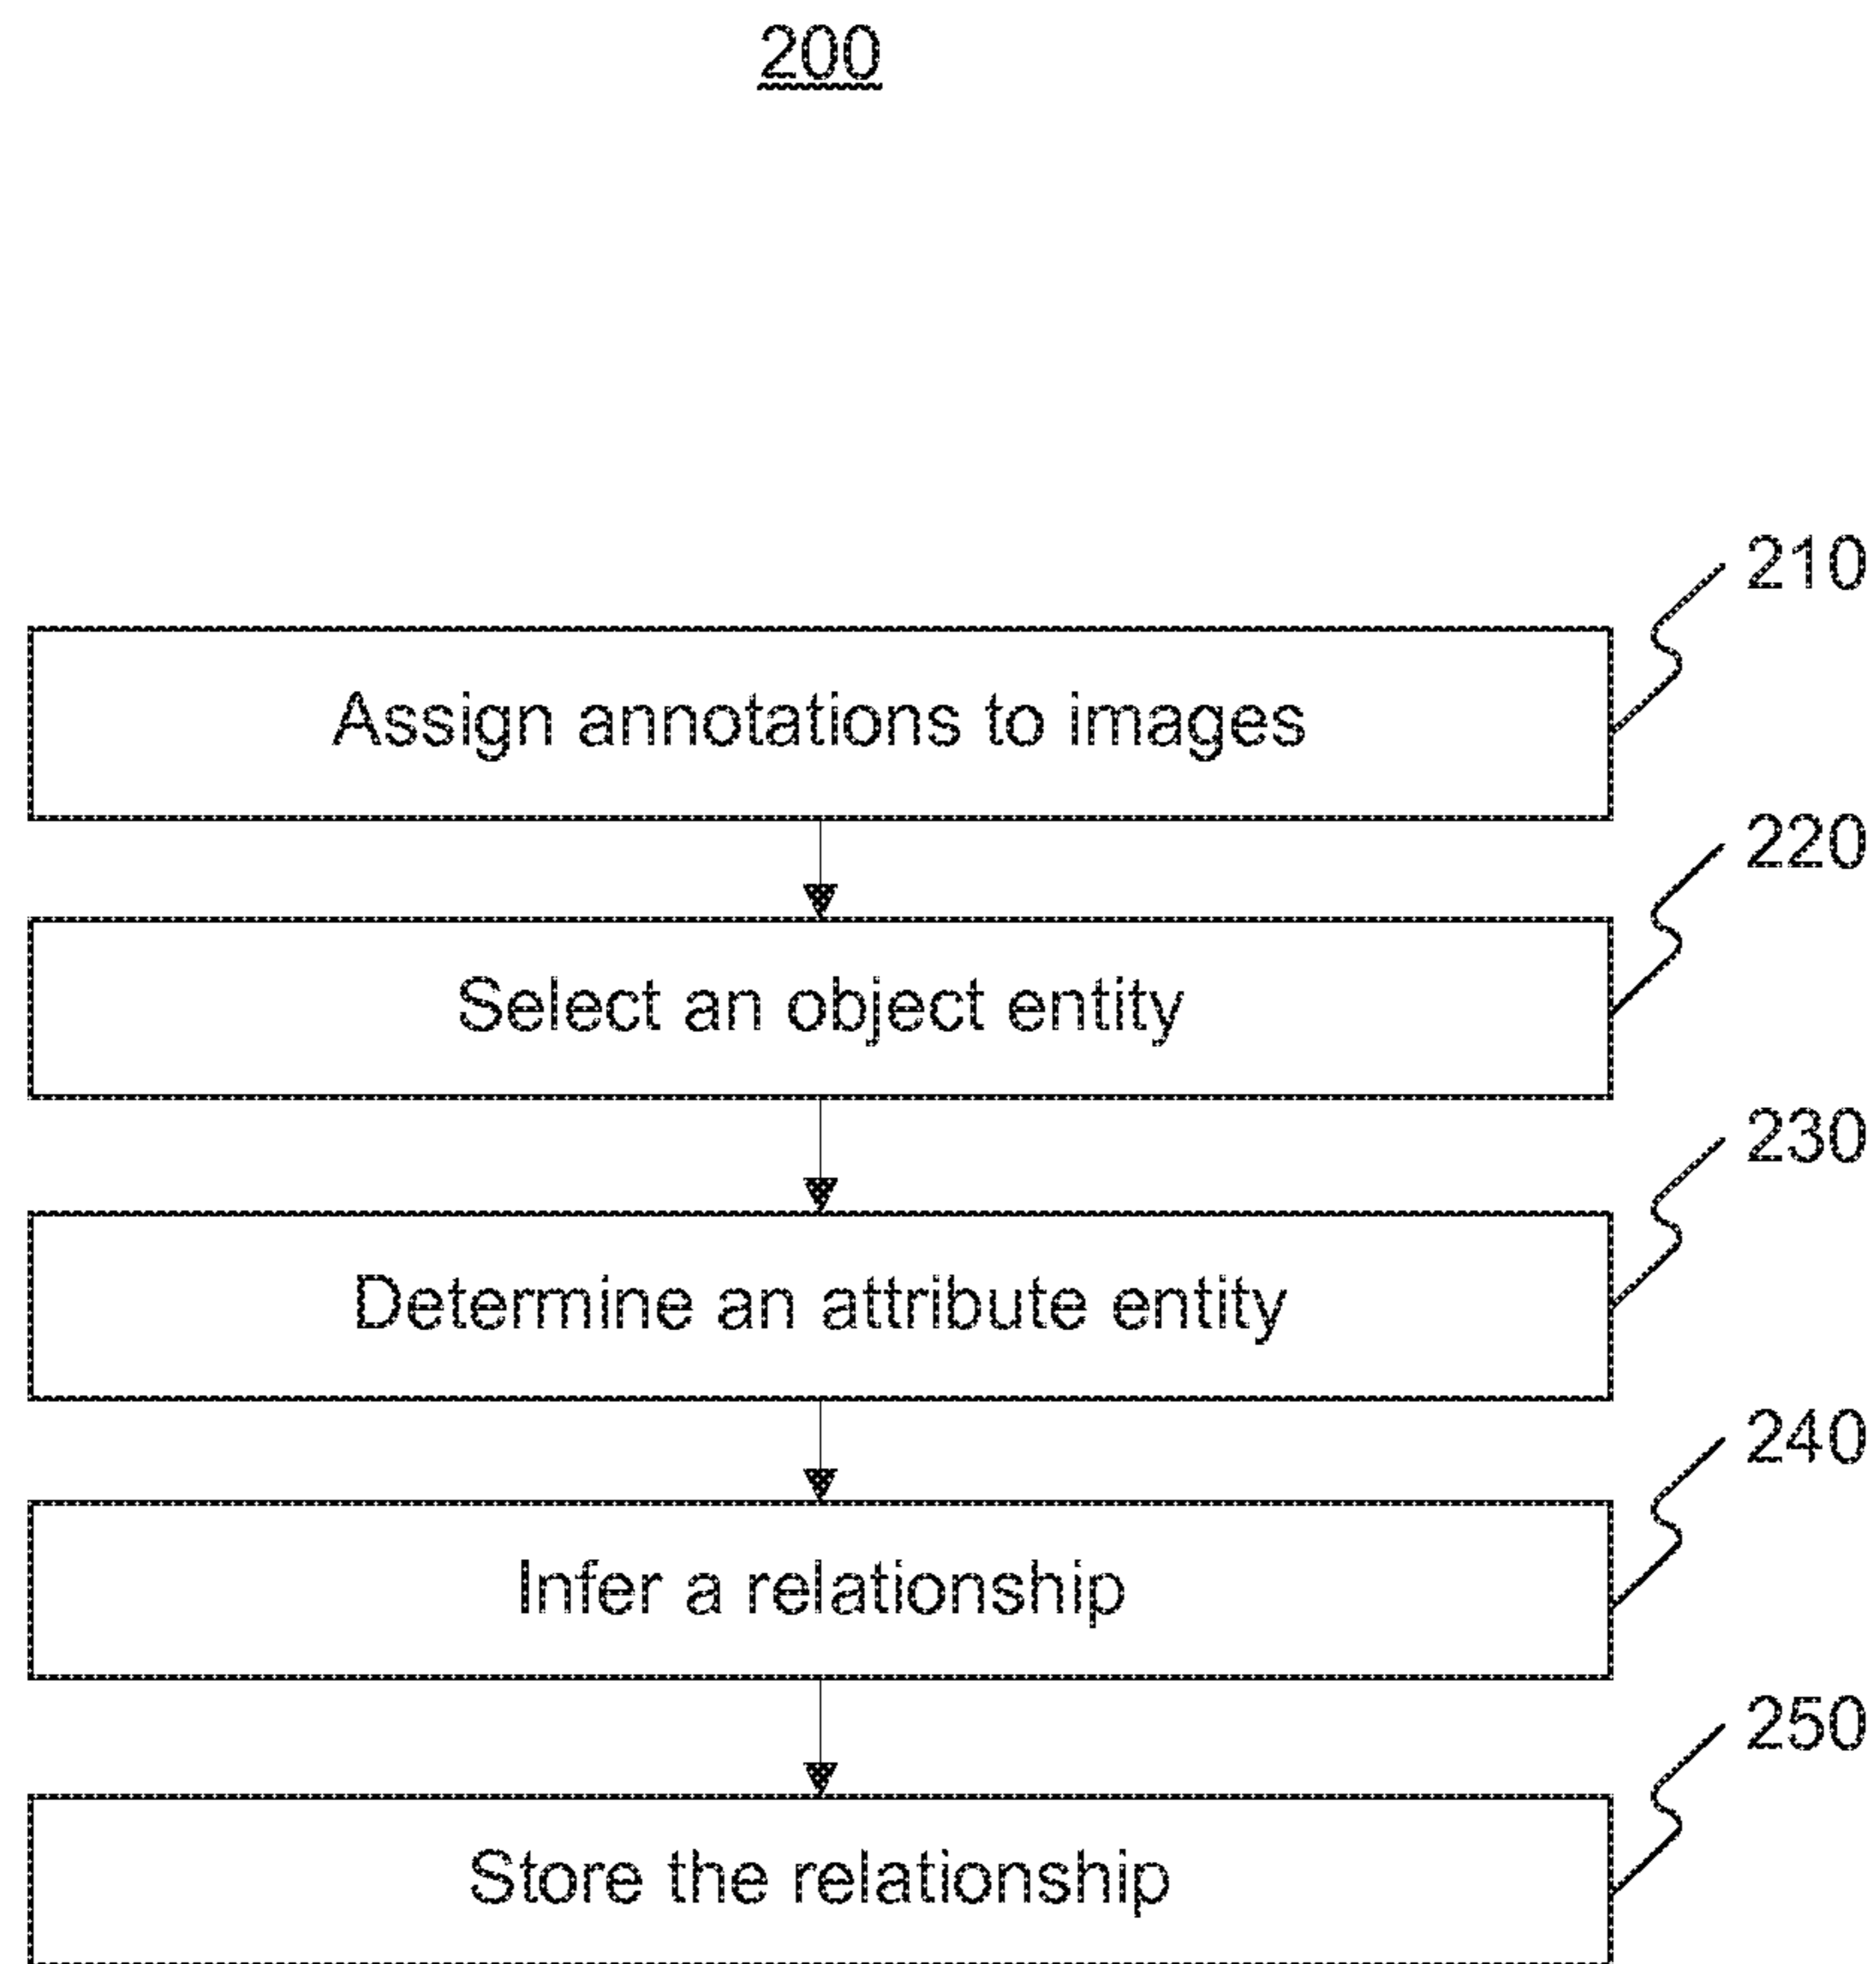 200
210
Assign annotations to images
220
Select an object entity
230
Determine an attribute entity
240
Infer a relationship
250
Store the relationship